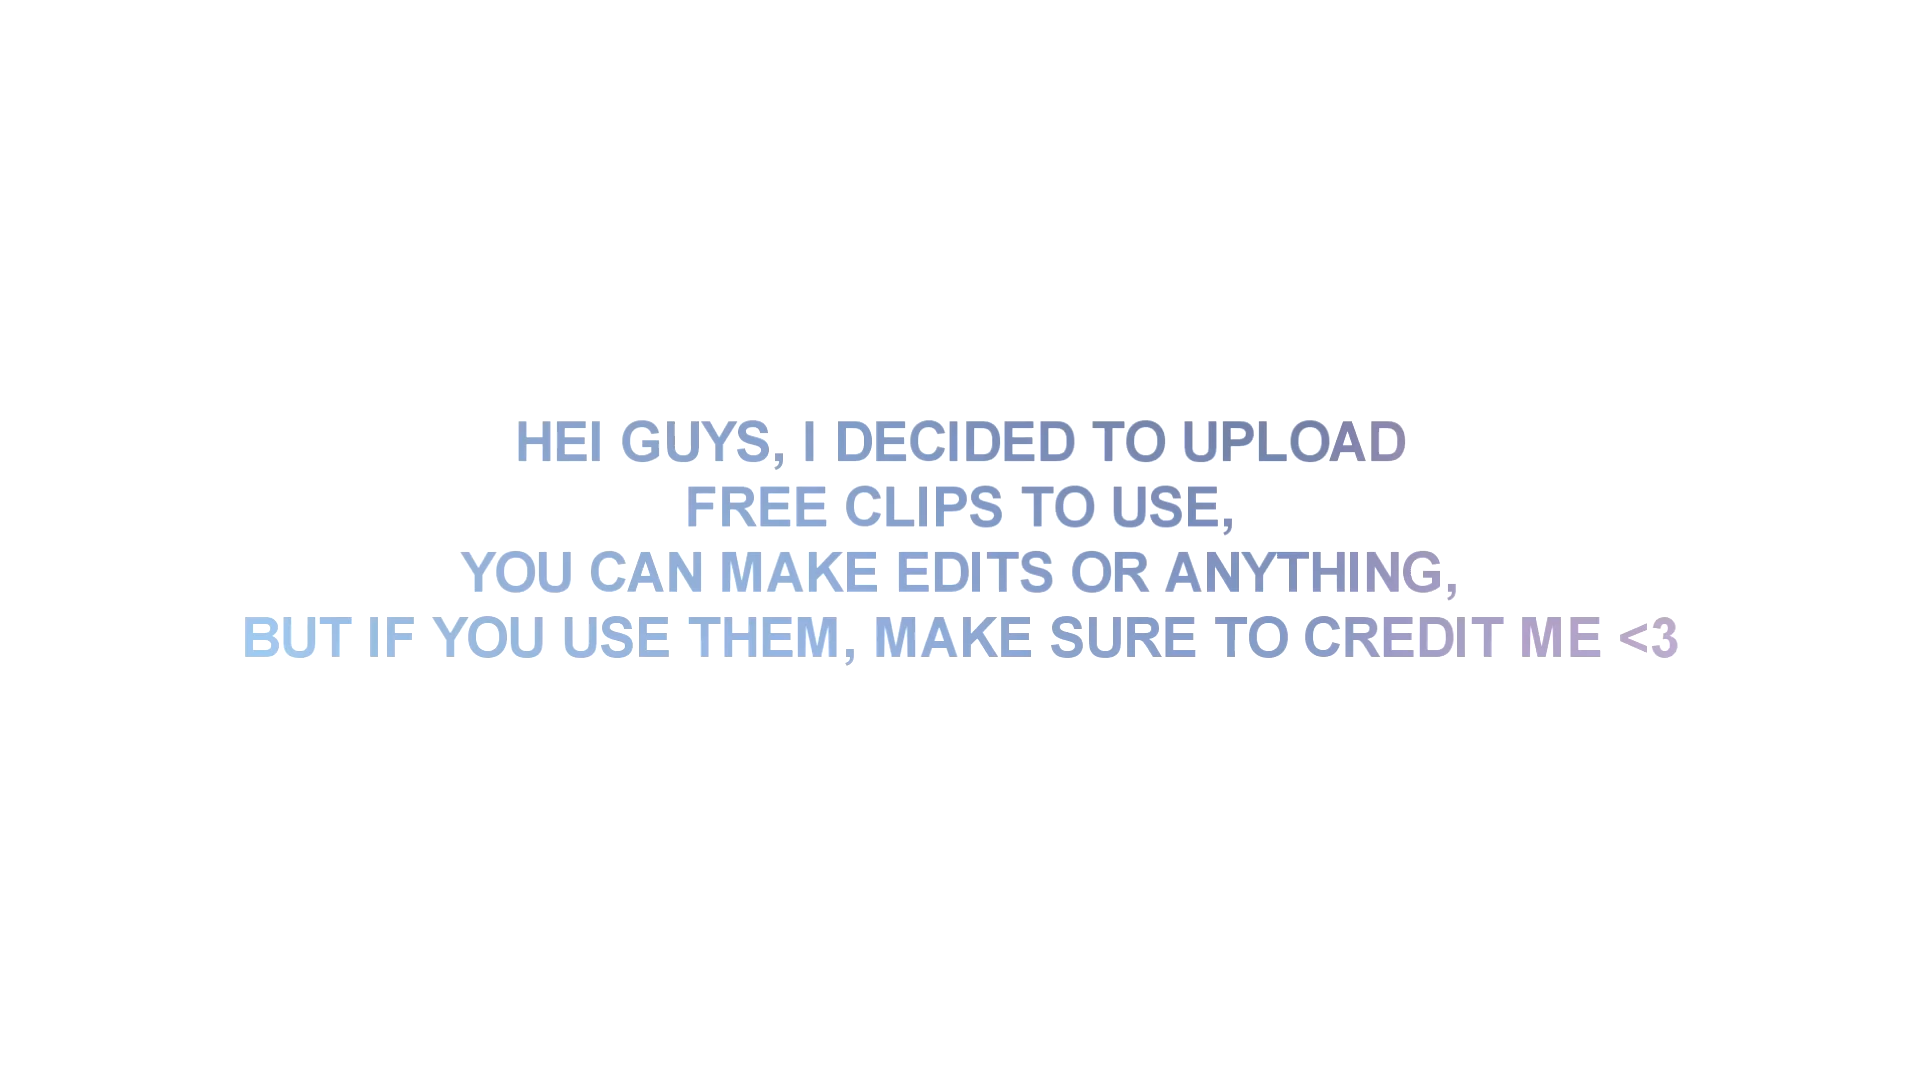 HEI GUYS, I DECIDED TO UPLOAD
FREE CLIPS TO USE,
YOU CAN MAKE EDITS OR ANYTHING,
BUT IF YOU USE THEM, MAKE SURE TO CREDIT ME <3